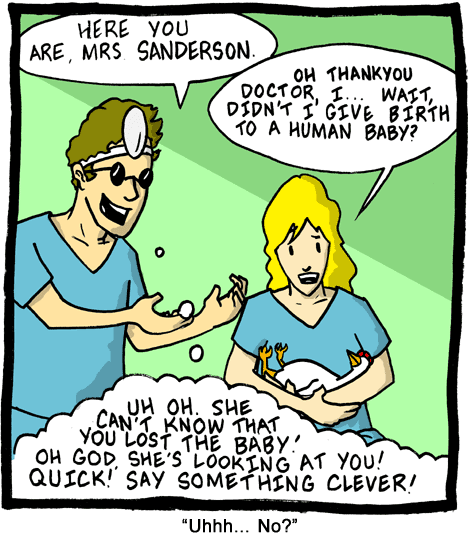 HERE YOU
ARE, MRS. SANDERSON.
OH THANKYOU
DOCTOR, I... WAIT,
DIDN'T I GIVE BIRTH
TO A HUMAN BABY?
UH OH. SHE
CAN'T KNOW THAT
YOU LOST THE BABY!
OH GOD, SHE'S LOOKING AT YOU!
QUICK! SAY SOMETHING CLEVER!
"Uhhh... No?"